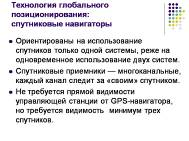 Технология глобального
позиционирования:
спутниковые навигаторы
Ориентированы на использование
спутников только одной системы, реже на
одновременное использование двух систем.
Спутниковые приемники — многоканальные,
каждый канал следит за «своим» спутником.
Не требуется прямой видимости
управляющей станции от GPS-навигатора,
но требуется видимость минимум трех
спутников.